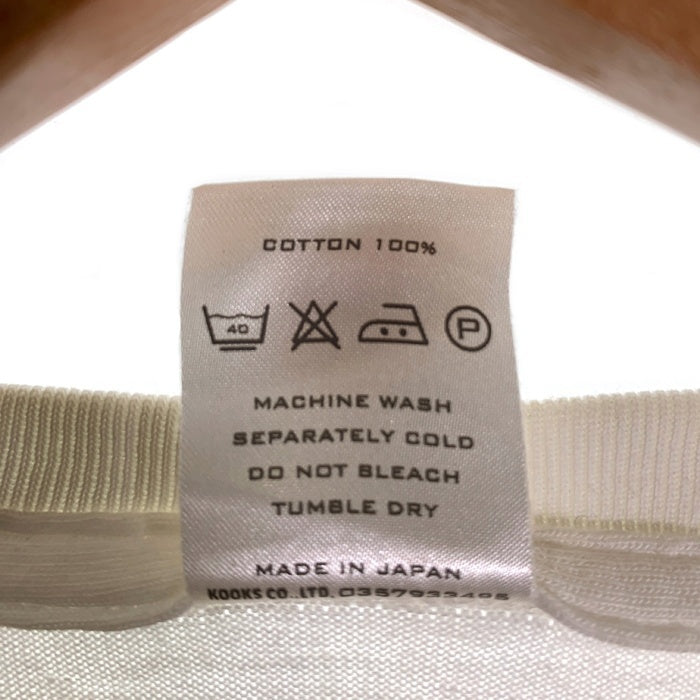 COTTON 100%
40 P
MACHINE WASH
SEPARATELY COLD
DO NOT BLEACH
TUMBLE DRY
MADE IN JAPAN
KOOKS CO.,LTD.